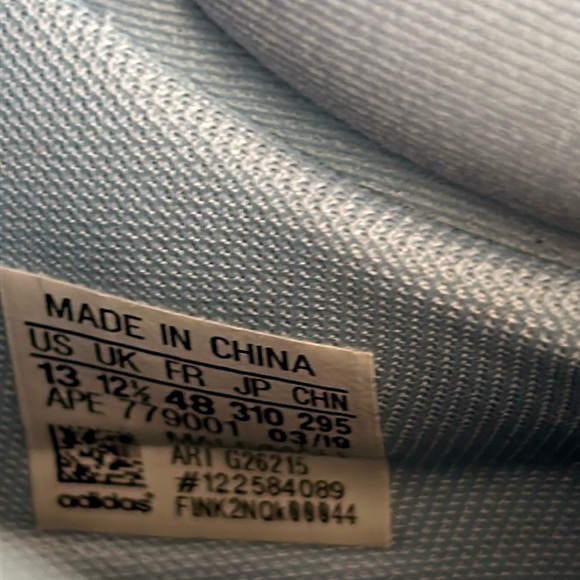 MADE IN CHINA
US UK FR JP CHN
13 12½ 48 310 295
APE 779001 03/19
ART G26215
#122584089
adidas